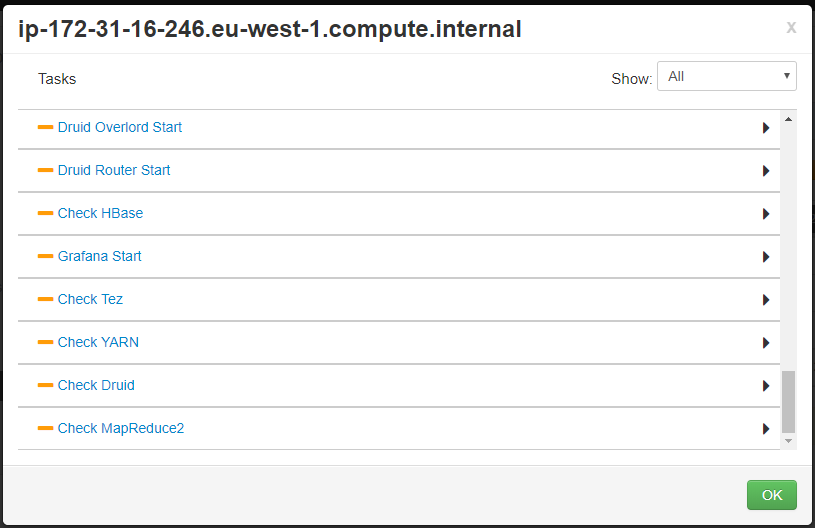 ip-172-31-16-246.eu-west-1.compute.internal x
Tasks Show: All
Druid Overlord Start
Druid Router Start
Check HBase
Grafana Start
Check Tez
Check YARN
Check Druid
Check MapReduce2
OK